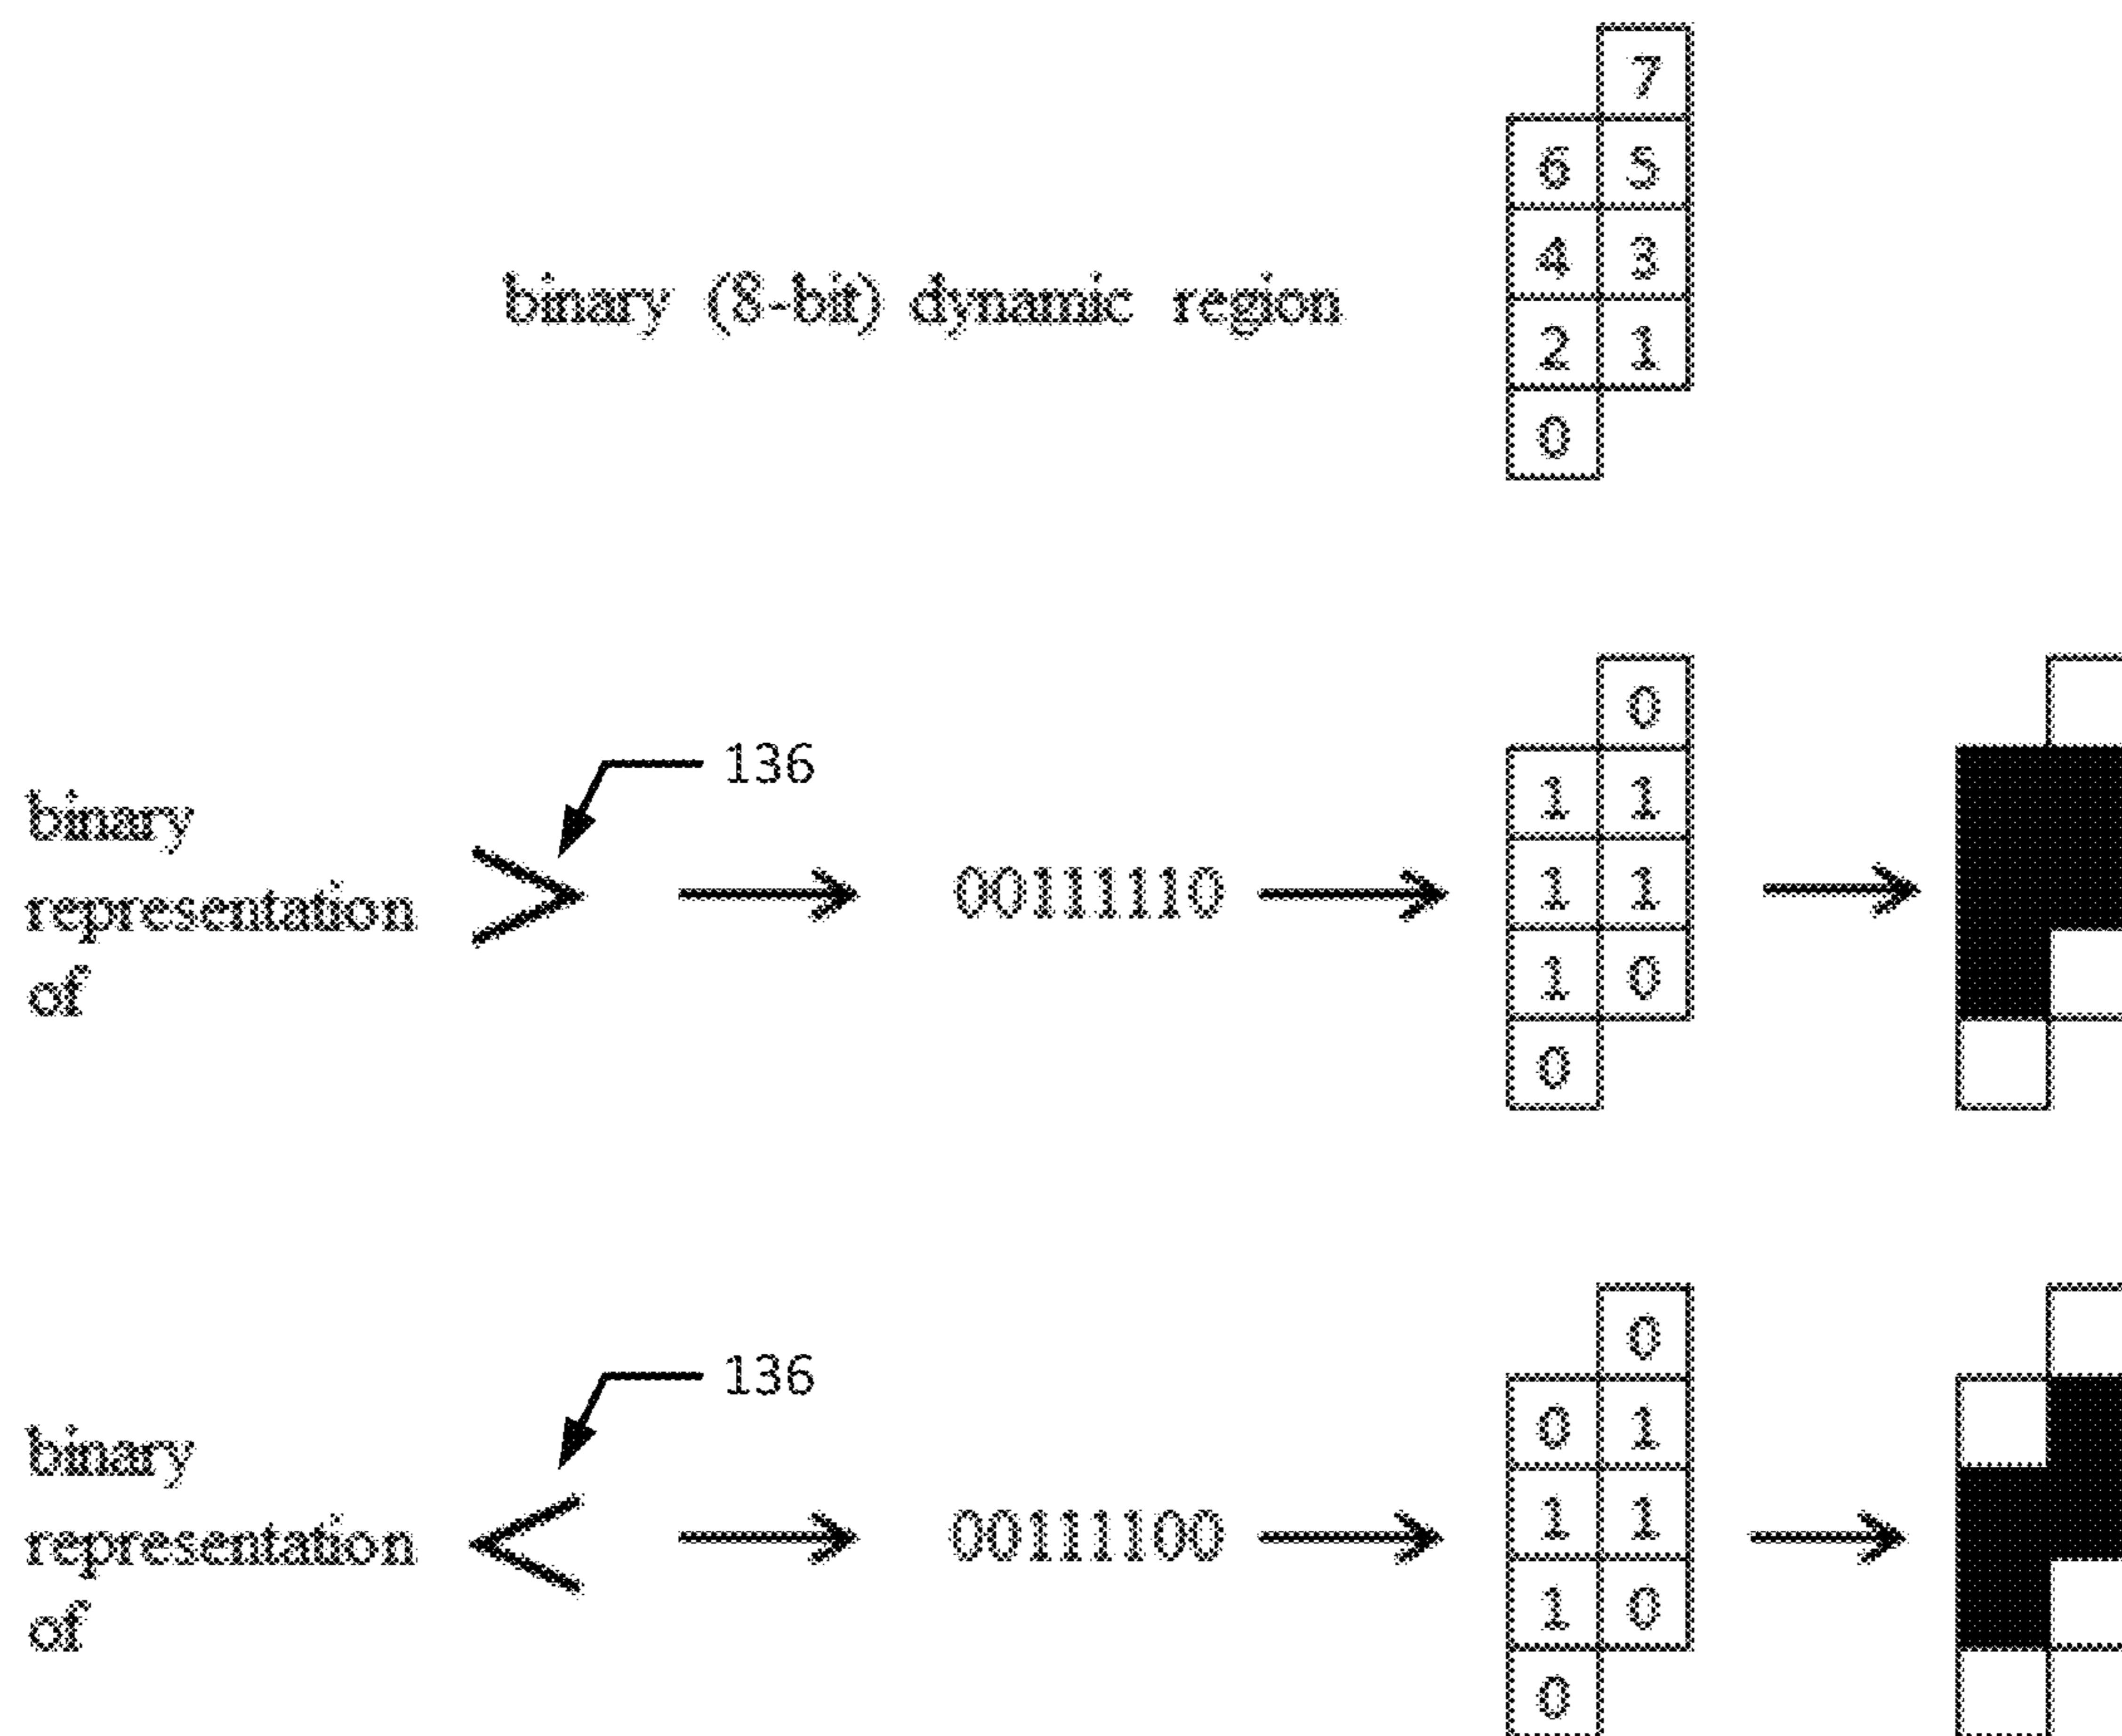 7
6 5
binary (8-bit) dynamic region
4 3
2 1
0
0
136
binary
1 1
representation
> 00111110
1 1
of
1 0
0
0
136
binary
0 1
representation
< 00111100
1 1
of
1 0
0